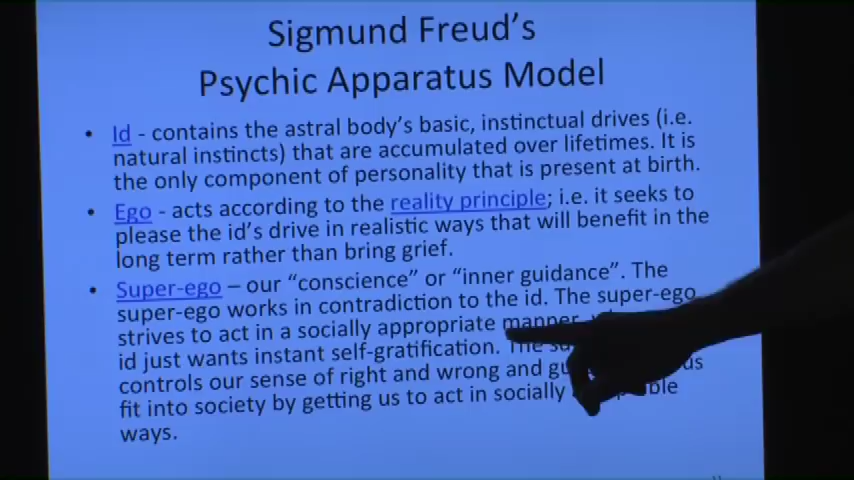 Sigmund Freud's
Psychic Apparatus Model
• Id - contains the astral body's basic, instinctual drives (i.e.
natural instincts) that are accumulated over lifetimes. It is
the only component of personality that is present at birth.
• Ego - acts according to the reality principle; i.e. it seeks to
please the id's drive in realistic ways that will benefit in the
long term rather than bring grief.
• Super-ego – our "conscience" or "inner guidance". The
super-ego works in contradiction to the id. The super-ego
strives to act in a socially appropriate manner,
id just wants instant self-gratification. The
controls our sense of right and wrong and
fit into society by getting us to act in socially
ways.